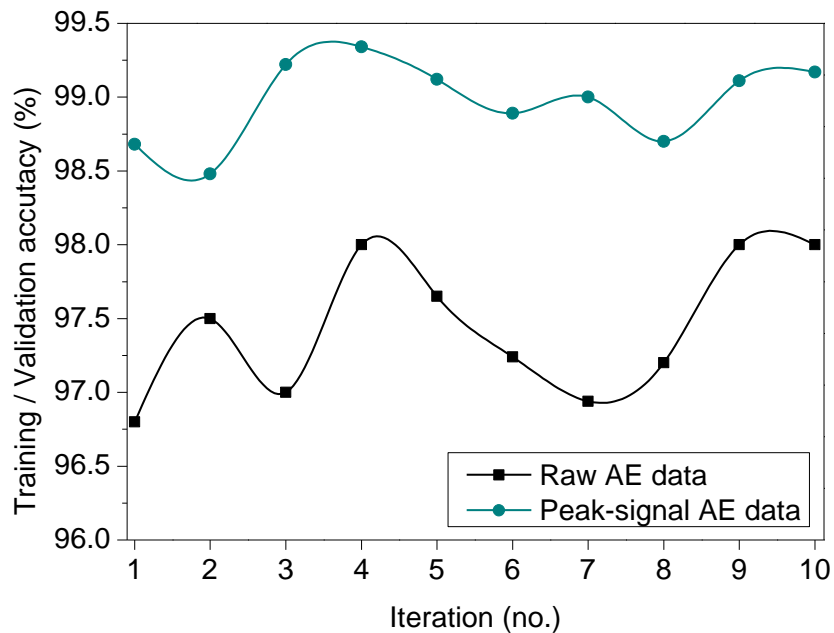 Training / Validation accutacy (%)
99.5
99.0
98.5
98.0
97.5
97.0
96.5
96.0
Raw AE data
Peak-signal AE data
1 2 3 4 5 6 7 8 9 10
Iteration (no.)